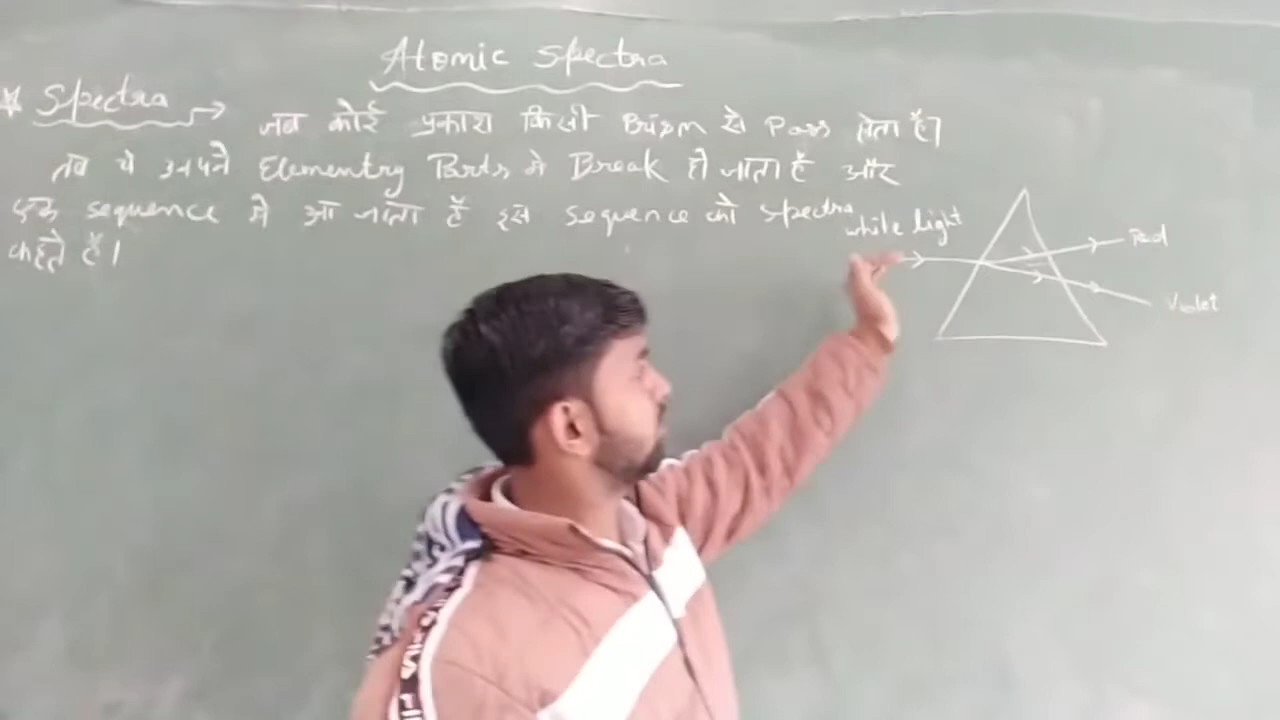 Atomic Spectra
* Spectra → जब कोई प्रकाश किसी Prism से Pass होता है।
तब ये अपने Elementry Parts मे Break हो जाता है और
एक sequence मे आ जाता है इस sequence को spectra
कहते हैं।
white light
Red
Violet